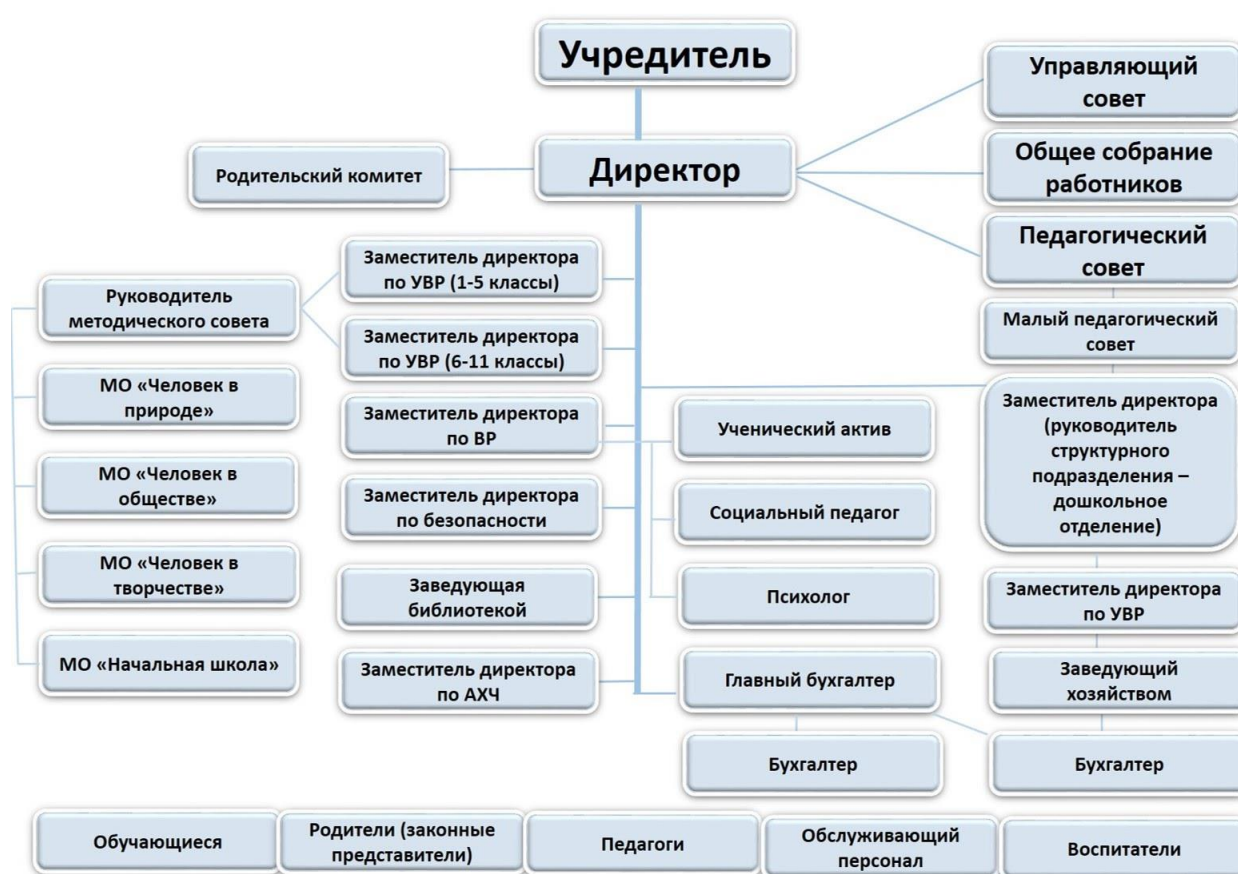 Учредитель
Управляющий
совет
Родительский комитет
Директор
Общее собрание
работников
Педагогический
совет
Заместитель директора
по УВР (1-5 классы)
Руководитель
методического совета
Малый педагогический
совет
Заместитель директора
по УВР (6-11 классы)
МО «Человек в
природе»
Заместитель директора
по ВР
Ученический актив
Заместитель директора
(руководитель
структурного
подразделения –
дошкольное
отделение)
МО «Человек в
обществе»
Заместитель директора
по безопасности
Социальный педагог
МО «Человек в
творчестве»
Заведующая
библиотекой
Психолог
Заместитель директора
по УВР
МО «Начальная школа»
Заместитель директора
по АХЧ
Главный бухгалтер
Заведующий
хозяйством
Бухгалтер
Бухгалтер
Обучающиеся
Родители (законные
представители)
Педагоги
Обслуживающий
персонал
Воспитатели